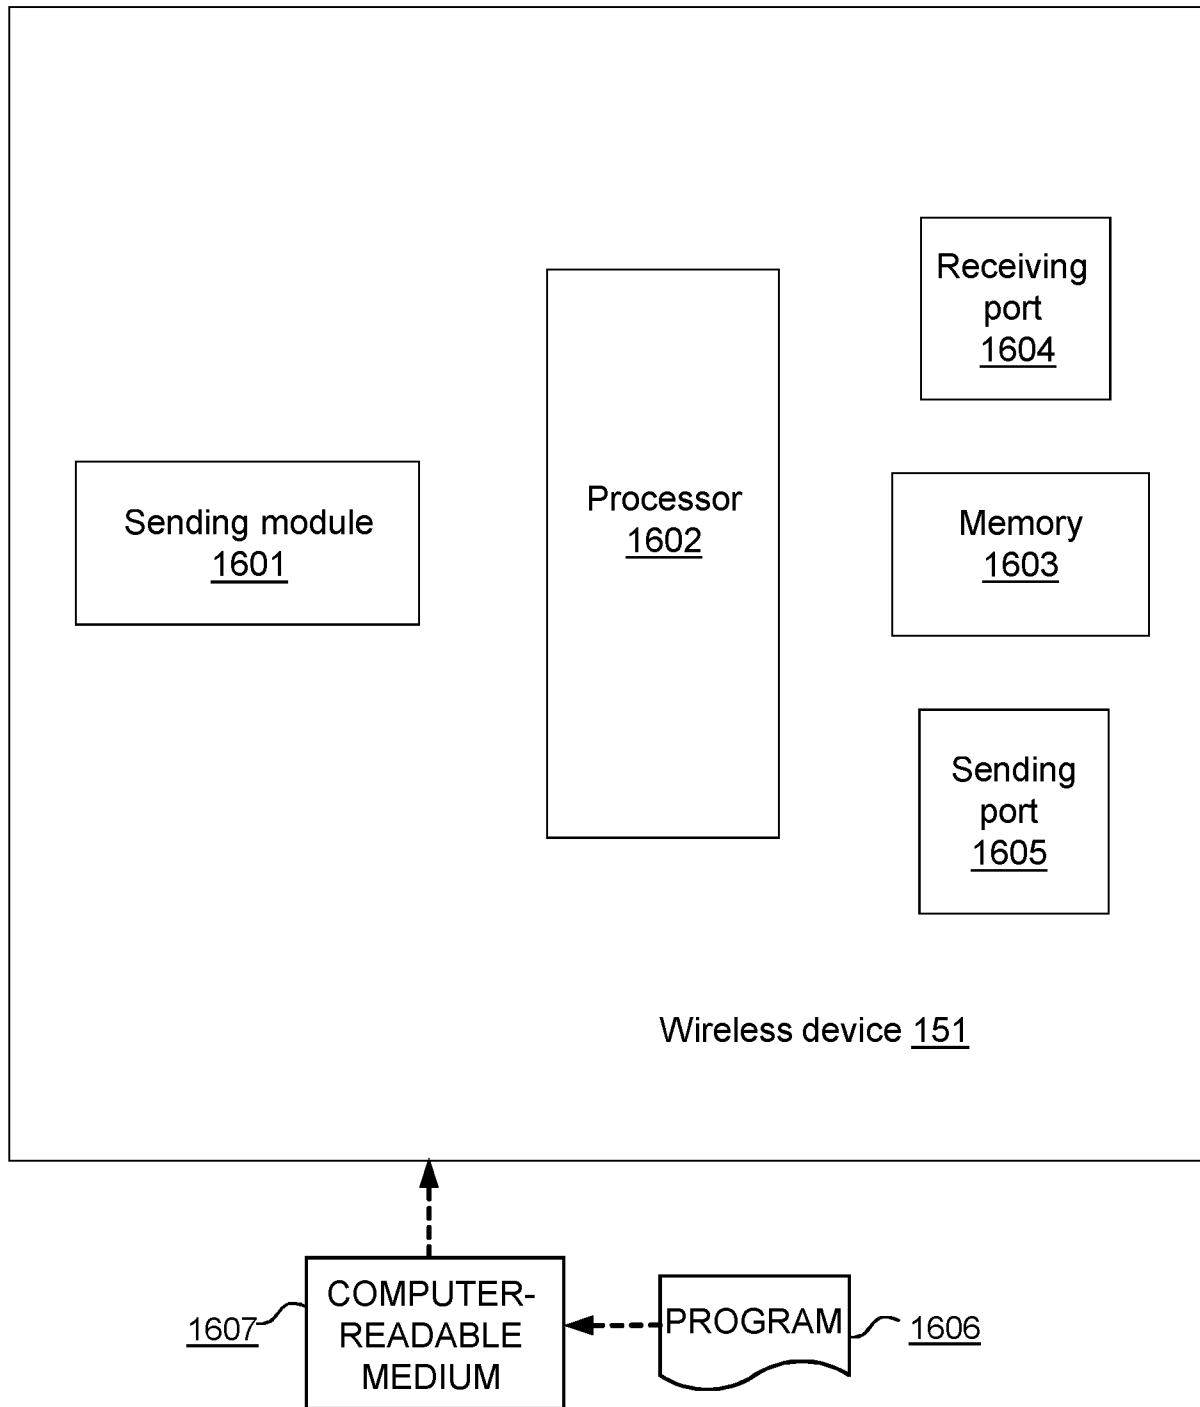 Receiving
port
1604
Sending module
1601
Processor
1602
Memory
1603
Sending
port
1605
Wireless device 151
COMPUTER-
READABLE
MEDIUM
1607
PROGRAM
1606